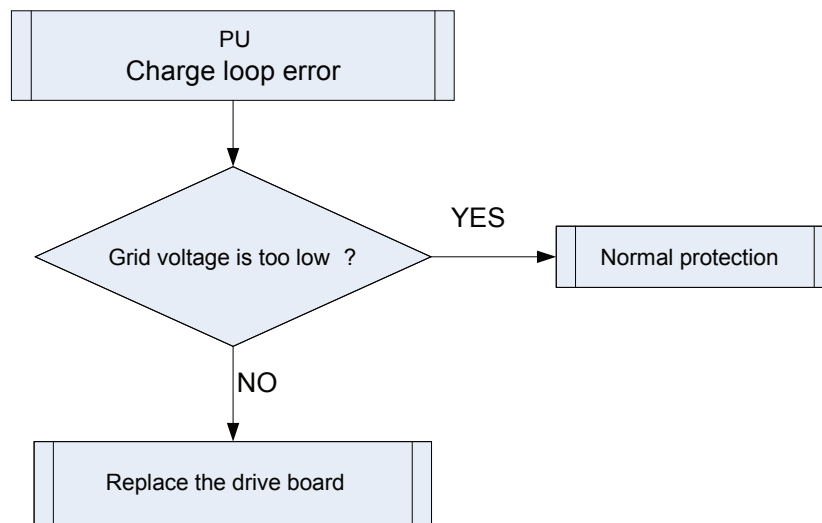 PU
Charge loop error
YES
Grid voltage is too low ?
Normal protection
NO
Replace the drive board